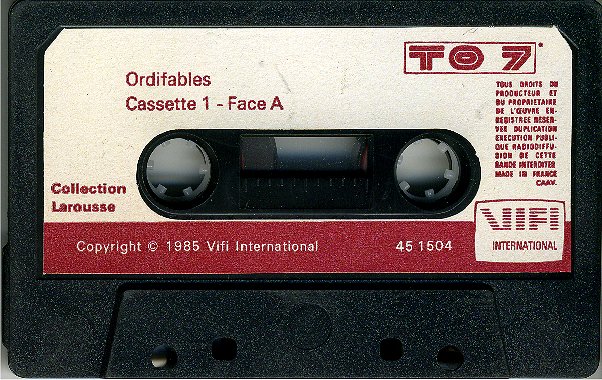 TO 7
Ordifables
Cassette 1 - Face A
TOUS DROITS DU
PRODUCTEUR ET
DU PROPRIETAIRE
DE L'ŒUVRE EN-
REGISTREE RESER-
VES DUPLICATION
EXECUTION PUBLI-
QUE RADIODIFFU-
SION DE CETTE
BANDE INTERDITES
MADE IN FRANCE
CAAV.
Collection
Larousse
VIFI
INTERNATIONAL
Copyright © 1985 Vifi International
45 1504